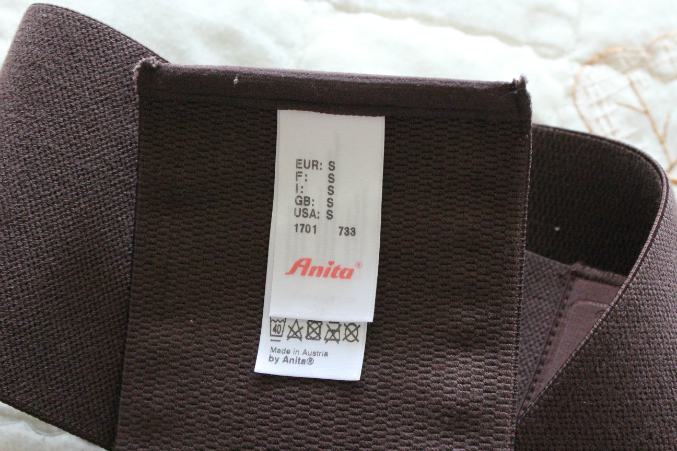 EUR: S
F: S
I: S
GB: S
USA: S
1701 733
Anita®
40
Made in Austria
by Anita®